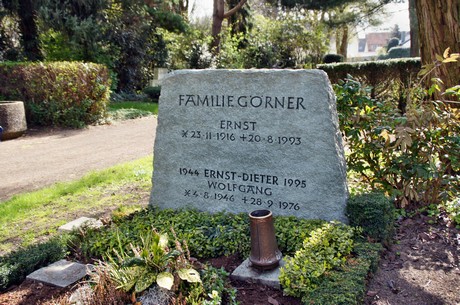 FAMILIE GÖRNER
ERNST
✲ 23·11·1916 +20·8·1993
1944 ERNST-DIETER 1995
WOLFGANG
✲ 4·8·1946 +28·9·1976